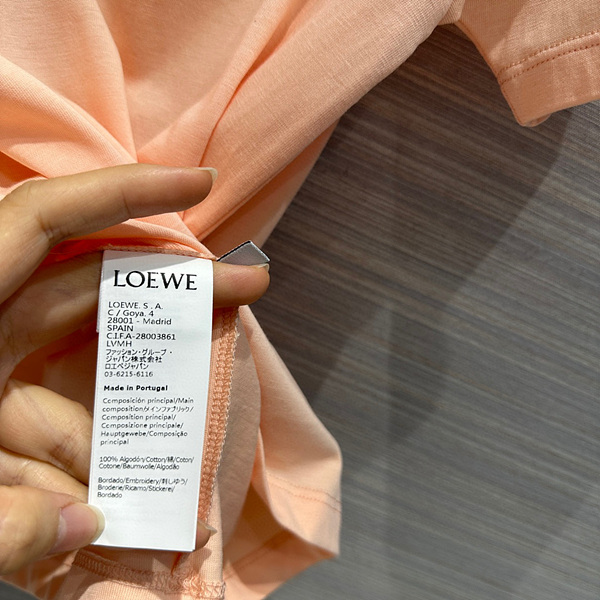 LOEWE
LOEWE. S . A.
C / Goya. 4
28001 - Madrid
SPAIN
C.I.F.A-28003861
LVMH
ファッション・グループ・
ジャパン株式会社
ロエベジャパン
03-6215-6116
Made in Portugal
Composición principal/Main
composition/メインファブリック/
Composition principal/
Composizione principale/
Hauptgewebe/Composição
principal
100% Algodón/Cotton/綿/Coton/
Cotone/Baumwolle/Algodão
Bordado/Embroidery/刺しゅう/
Broderie/Ricamo/Stickerei/
Bordado